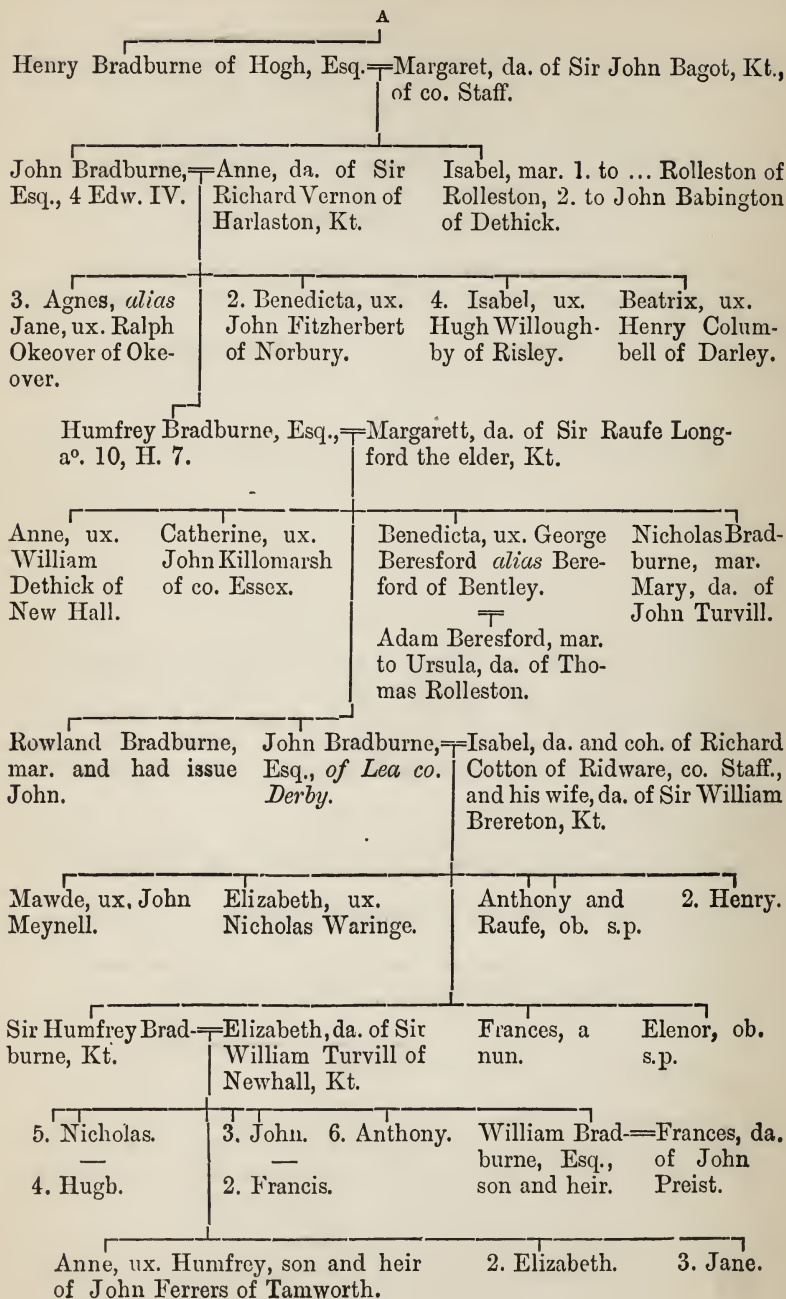 A
Henry Bradburne of Hogh, Esq.=Margaret, da. of Sir John Bagot, Kt.,
of co. Staff.
John Bradburne,=Anne, da. of Sir
Esq., 4 Edw. IV. Richard Vernon of
Harlaston, Kt.
Isabel, mar. 1. to ... Rolleston of
Rolleston, 2. to John Babington
of Dethick.
3. Agnes, alias
Jane, ux. Ralph
Okeover of Oke-
over.
2. Benedicta, ux.
John Fitzherbert
of Norbury.
4. Isabel, ux.
Hugh Willough-
by of Risley.
Beatrix, ux.
Henry Colum-
bell of Darley.
Humfrey Bradburne, Esq.,=Margarett, da. of Sir Raufe Long-
aº. 10, H. 7. ford the elder, Kt.
Anne, ux.
William
Dethick of
New Hall.
Catherine, ux.
John Killomarsh
of co. Essex.
Benedicta, ux. George
Beresford alias Bere-
ford of Bentley.
Adam Beresford, mar.
to Ursula, da. of Tho-
mas Rolleston.
Nicholas Brad-
burne, mar.
Mary, da. of
John Turvill.
Rowland Bradburne,
mar. and had issue
John.
John Bradburne,=Isabel, da. and coh. of Richard
Esq., of Lea co. Cotton of Ridware, co. Staff.,
Derby. and his wife, da. of Sir William
Brereton, Kt.
Mawde, ux, John
Meynell.
Elizabeth, ux.
Nicholas Waringe.
Anthony and
Raufe, ob. s.p.
2. Henry.
Sir Humfrey Brad-=Elizabeth, da. of Sir
burne, Kt. William Turvill of
Newhall, Kt.
Frances, a
nun.
Elenor, ob.
s.p.
5. Nicholas.
—
4. Hugh.
3. John. 6. Anthony.
—
2. Francis.
William Brad-=Frances, da.
burne, Esq., of John
son and heir. Preist.
Anne, ux. Humfrey, son and heir
of John Ferrers of Tamworth.
2. Elizabeth.
3. Jane.